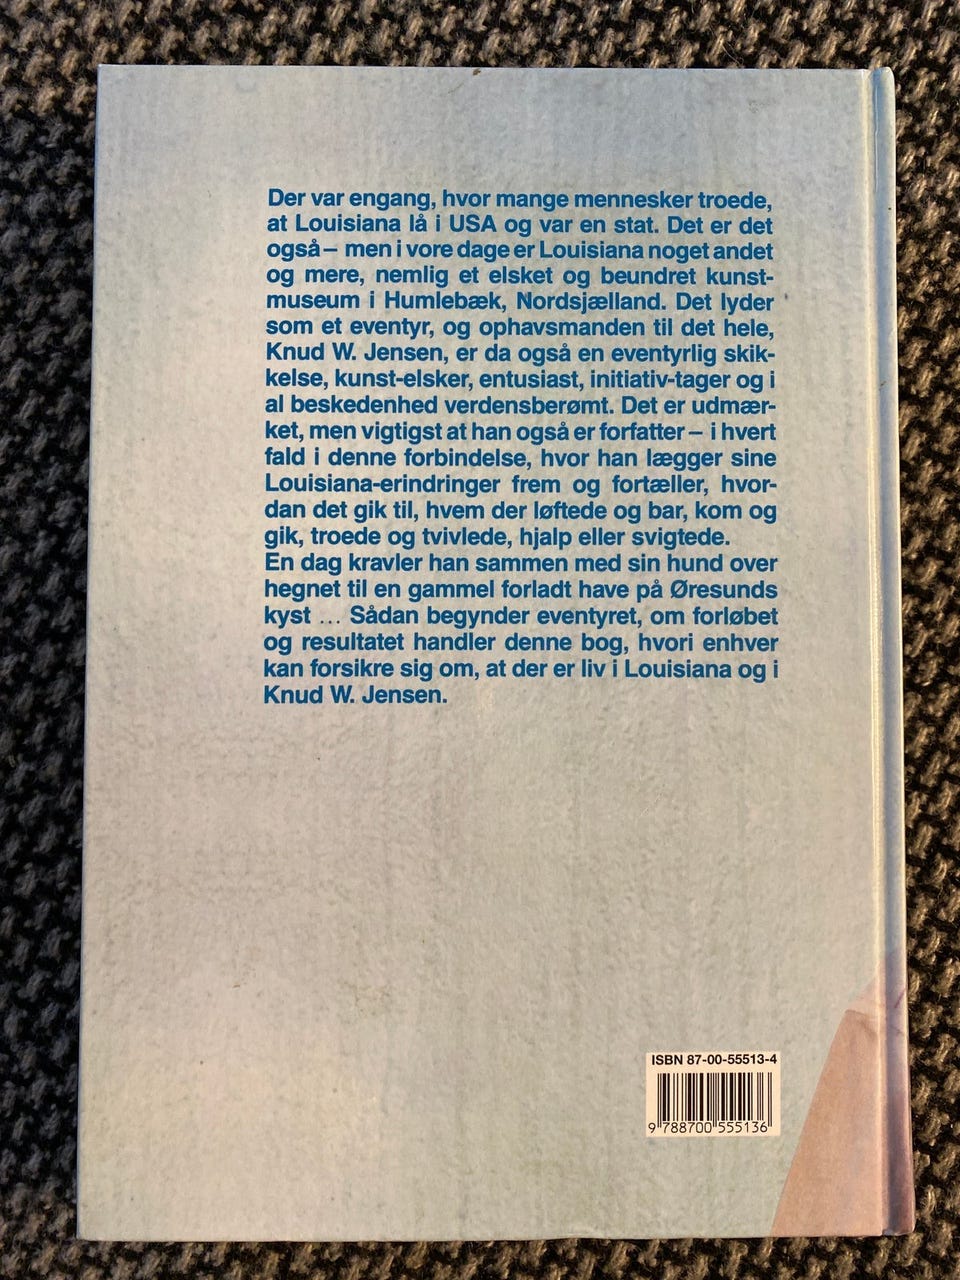 Der var engang, hvor mange mennesker troede,
at Louisiana lå i USA og var en stat. Det er det
også – men i vore dage er Louisiana noget andet
og mere, nemlig et elsket og beundret kunst-
museum i Humlebæk, Nordsjælland. Det lyder
som et eventyr, og ophavsmanden til det hele,
Knud W. Jensen, er da også en eventyrlig skik-
kelse, kunst-elsker, entusiast, initiativ-tager og i
al beskedenhed verdensberømt. Det er udmær-
ket, men vigtigst at han også er forfatter – i hvert
fald i denne forbindelse, hvor han lægger sine
Louisiana-erindringer frem og fortæller, hvor-
dan det gik til, hvem der løftede og bar, kom og
gik, troede og tvivlede, hjalp eller svigtede.
En dag kravler han sammen med sin hund over
hegnet til en gammel forladt have på Øresunds
kyst ... Sådan begynder eventyret, om forløbet
og resultatet handler denne bog, hvori enhver
kan forsikre sig om, at der er liv i Louisiana og i
Knud W. Jensen.
ISBN 87-00-55513-4
9 788700 555136